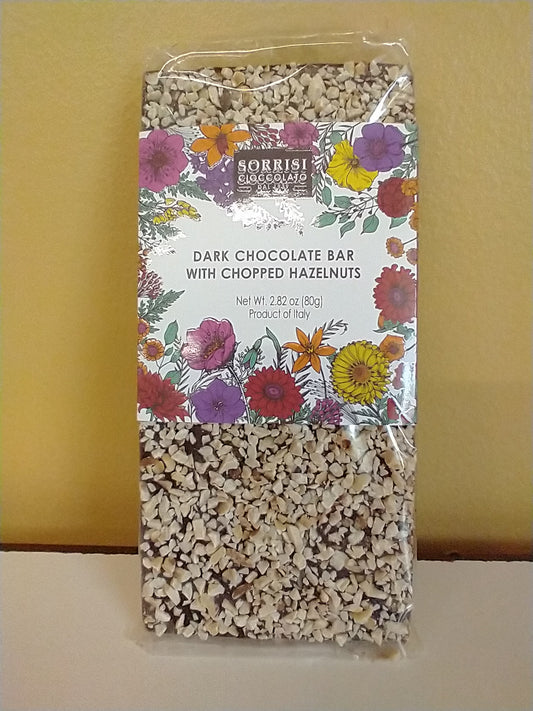 SORRISI
CIOCCOLATO
DARK CHOCOLATE BAR
WITH CHOPPED HAZELNUTS
Net Wt. 2.82 oz (80g)
Product of Italy